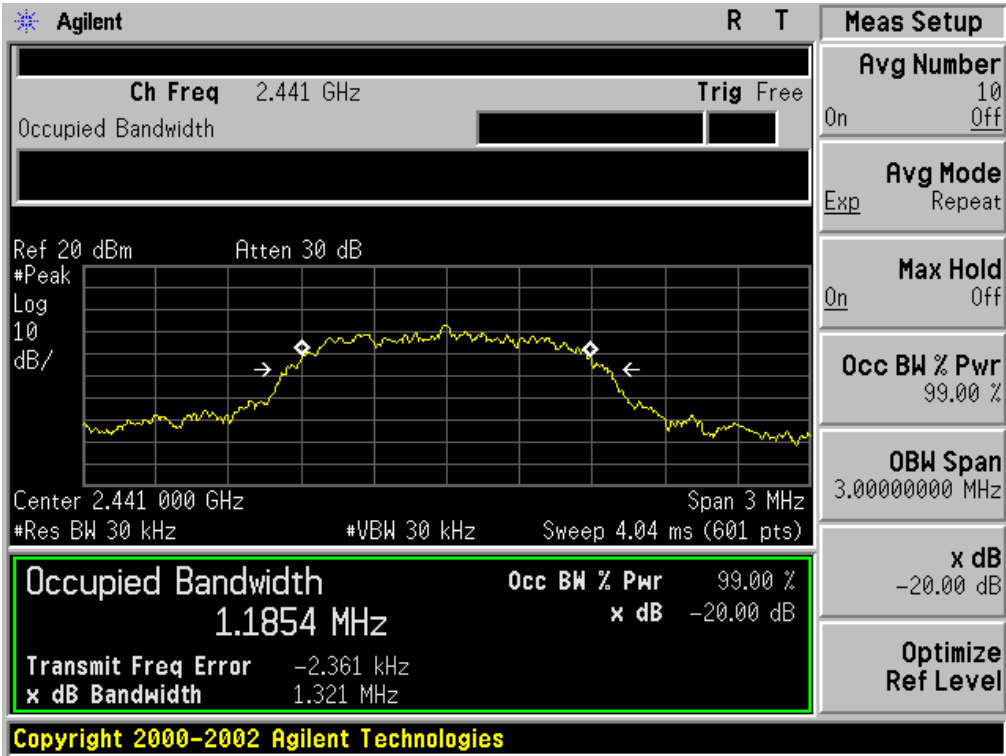 Agilent R T
Ch Freq 2.441 GHz Trig Free
Occupied Bandwidth
Ref 20 dBm Atten 30 dB
#Peak
Log
10
dB/
Center 2.441 000 GHz Span 3 MHz
#Res BW 30 kHz #VBW 30 kHz Sweep 4.04 ms (601 pts)
Occupied Bandwidth Occ BW % Pwr 99.00 %
1.1854 MHz x dB -20.00 dB
Transmit Freq Error -2.361 kHz
x dB Bandwidth 1.321 MHz
Copyright 2000-2002 Agilent Technologies
Meas Setup
Avg Number
10
On Off
Avg Mode
Exp Repeat
Max Hold
On Off
Occ BW % Pwr
99.00 %
OBW Span
3.00000000 MHz
x dB
-20.00 dB
Optimize
Ref Level